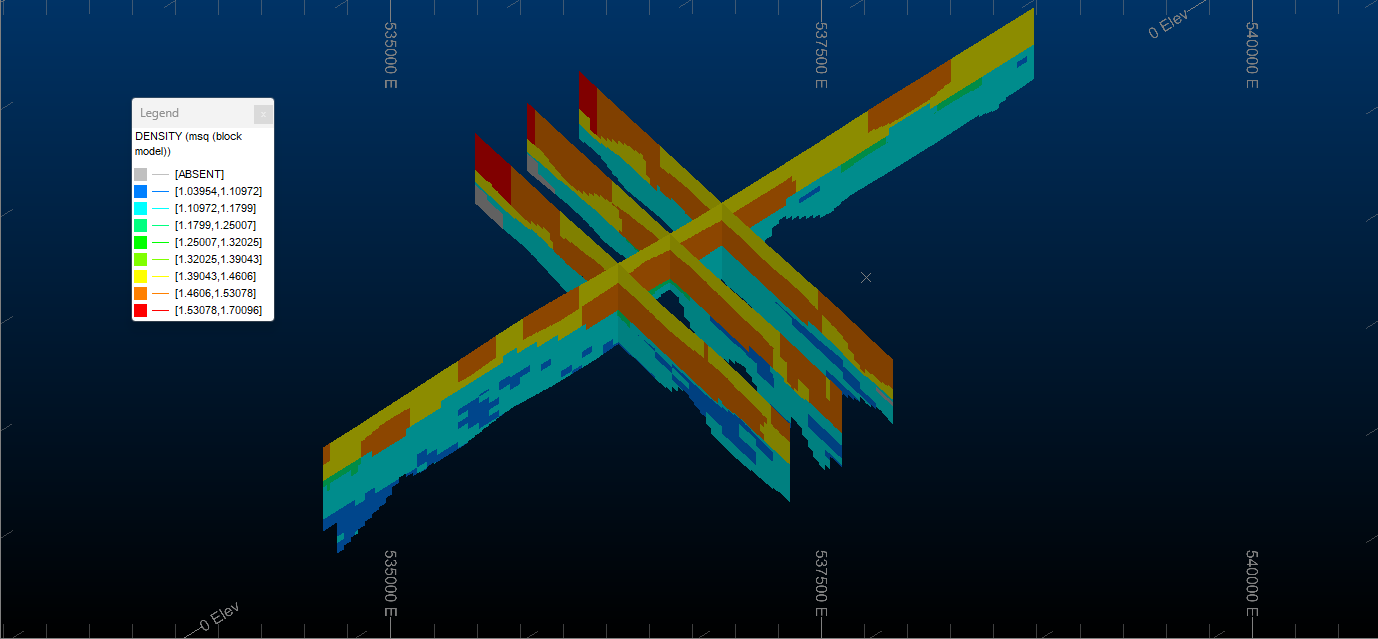 535000 E
537500 E
0 Elev
540000 E
Legend
x
DENSITY (msq (block
model))
[ABSENT]
[1.03954,1.10972]
[1.10972,1.1799]
[1.1799,1.25007]
[1.25007,1.32025]
[1.32025,1.39043]
[1.39043,1.4606]
[1.4606,1.53078]
[1.53078,1.70096]
535000 E
537500 E
540000 E
0 Elev